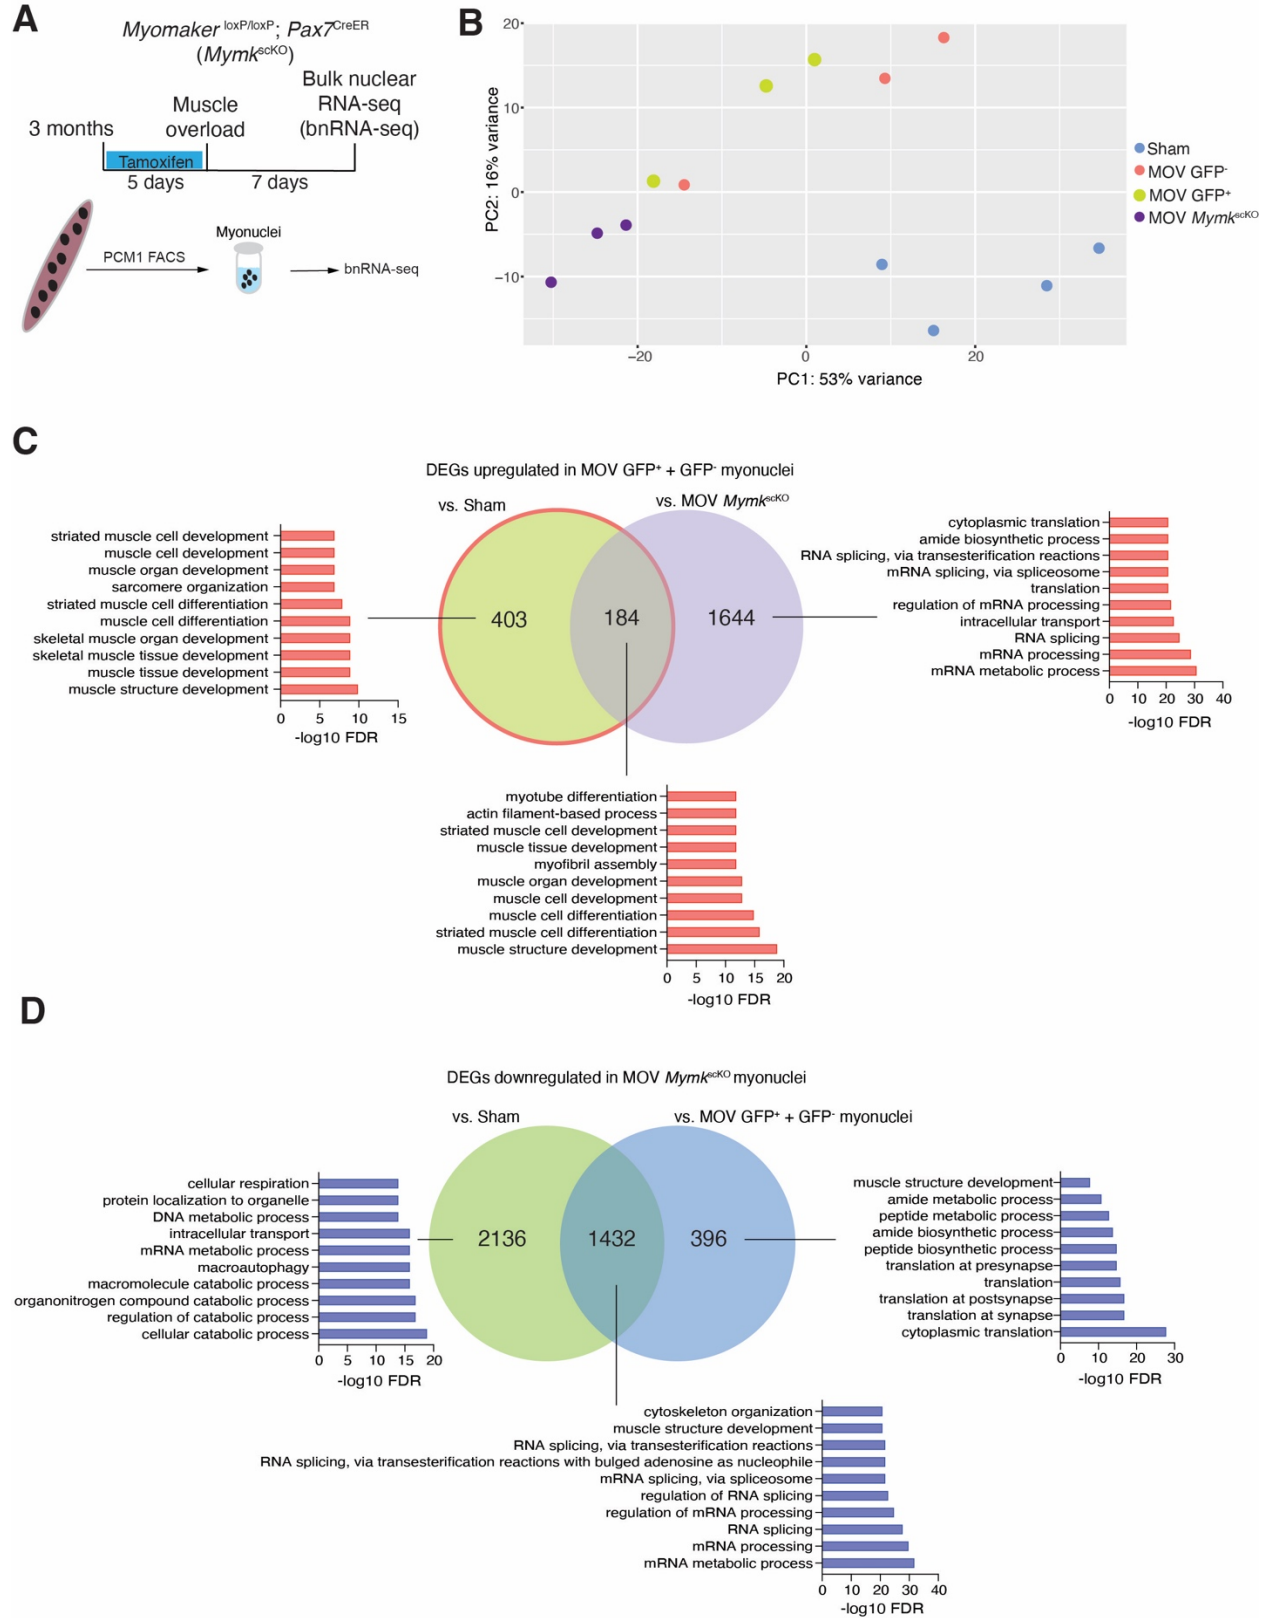 A
Myomaker loxP/loxP; Pax7CreER
(MymkscKO)
Bulk nuclear
RNA-seq
(bnRNA-seq)
Muscle
overload
3 months
Tamoxifen
5 days
7 days
PCM1 FACS
Myonuclei
bnRNA-seq
B
20
10
0
−10
PC2: 16% variance
−20
0
20
PC1: 53% variance
Sham
MOV GFP-
MOV GFP+
MOV MymkscKO
C
DEGs upregulated in MOV GFP+ + GFP- myonuclei
vs. Sham
vs. MOV MymkscKO
403
184
1644
striated muscle cell development
muscle cell development
muscle organ development
sarcomere organization
striated muscle cell differentiation
muscle cell differentiation
skeletal muscle organ development
skeletal muscle tissue development
muscle tissue development
muscle structure development
0 5 10 15
-log10 FDR
cytoplasmic translation
amide biosynthetic process
RNA splicing, via transesterification reactions
mRNA splicing, via spliceosome
translation
regulation of mRNA processing
intracellular transport
RNA splicing
mRNA processing
mRNA metabolic process
0 10 20 30 40
-log10 FDR
myotube differentiation
actin filament-based process
striated muscle cell development
muscle tissue development
myofibril assembly
muscle organ development
muscle cell development
muscle cell differentiation
striated muscle cell differentiation
muscle structure development
0 5 10 15 20
-log10 FDR
D
DEGs downregulated in MOV MymkscKO myonuclei
vs. Sham
vs. MOV GFP+ + GFP- myonuclei
2136
1432
396
cellular respiration
protein localization to organelle
DNA metabolic process
intracellular transport
mRNA metabolic process
macroautophagy
macromolecule catabolic process
organonitrogen compound catabolic process
regulation of catabolic process
cellular catabolic process
0 5 10 15 20
-log10 FDR
muscle structure development
amide metabolic process
peptide metabolic process
amide biosynthetic process
peptide biosynthetic process
translation at presynapse
translation
translation at postsynapse
translation at synapse
cytoplasmic translation
0 10 20 30
-log10 FDR
cytoskeleton organization
muscle structure development
RNA splicing, via transesterification reactions
RNA splicing, via transesterification reactions with bulged adenosine as nucleophile
mRNA splicing, via spliceosome
regulation of RNA splicing
regulation of mRNA processing
RNA splicing
mRNA processing
mRNA metabolic process
0 10 20 30 40
-log10 FDR